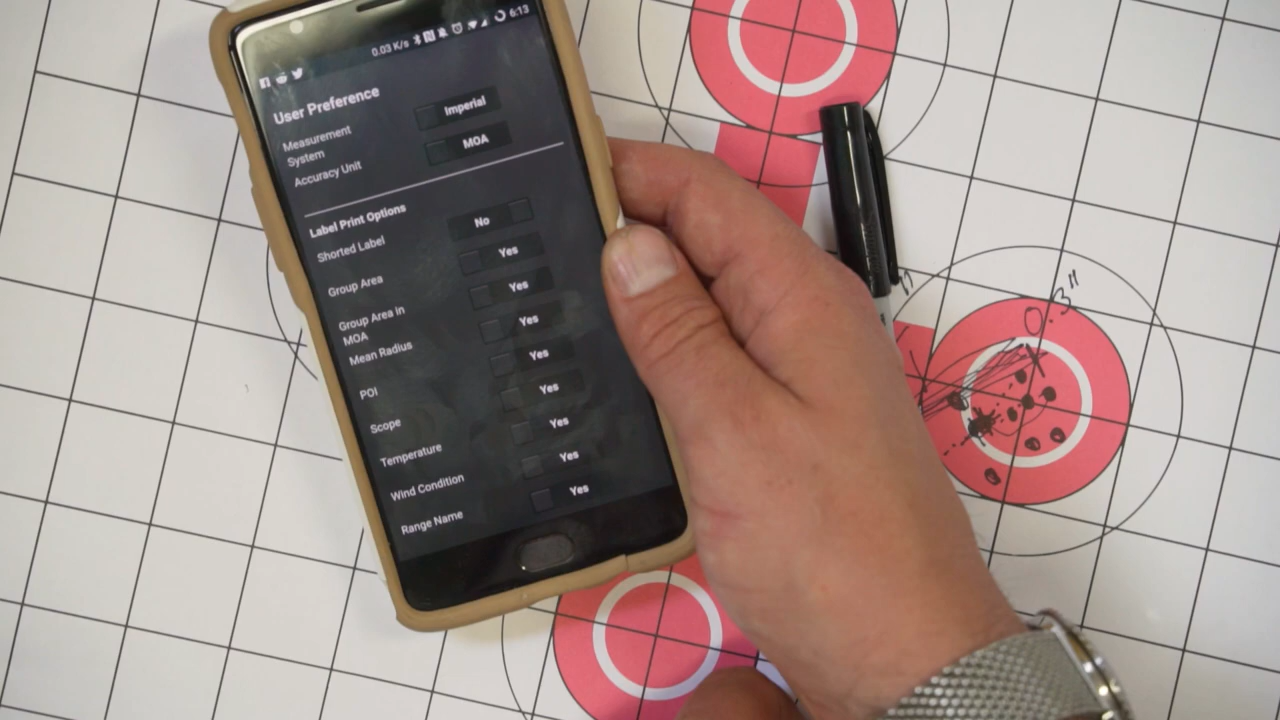 0.03 K/s 6:13
User Preference
Measurement System Imperial
Accuracy Unit MOA
Label Print Options
Shorted Label No
Group Area Yes
Group Area in MOA Yes
Mean Radius Yes
POI Yes
Scope Yes
Temperature Yes
Wind Condition Yes
Range Name Yes
0.3"